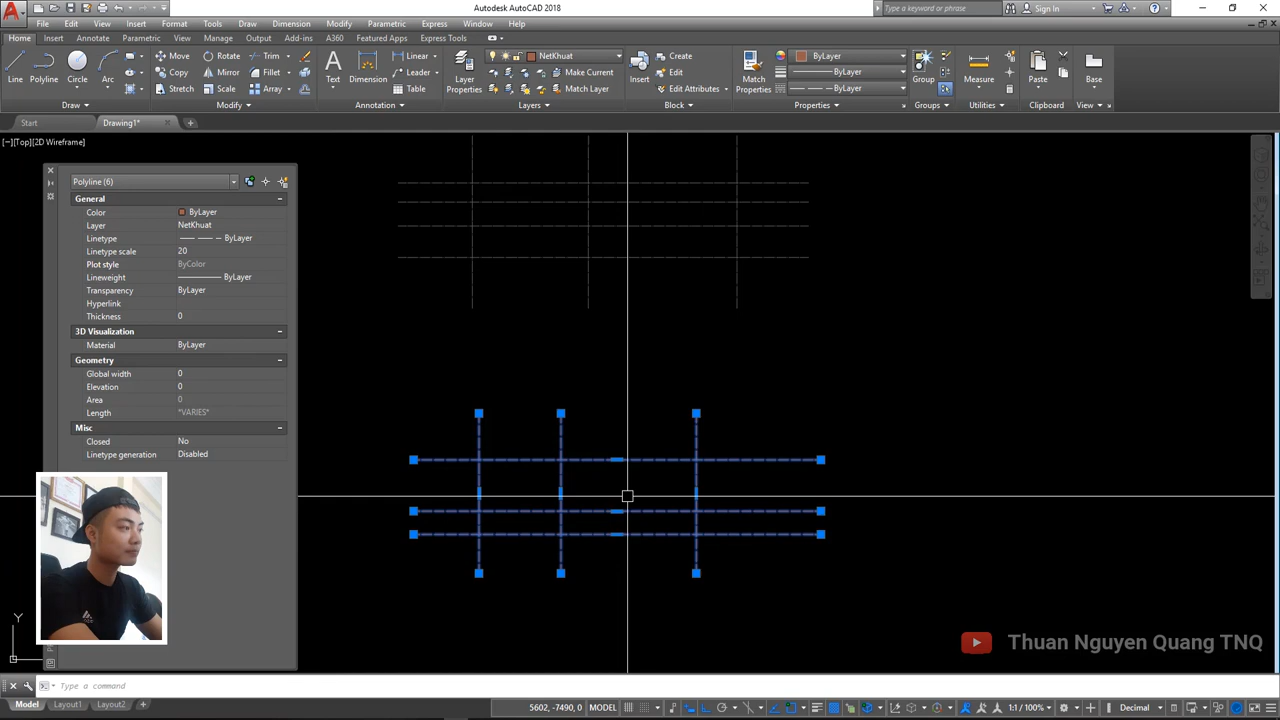 Autodesk AutoCAD 2018
Type a keyword or phrase
Sign In
File Edit View Insert Format Tools Draw Dimension Modify Parametric Express Window Help
Home Insert Annotate Parametric View Manage Output Add-ins A360 Featured Apps Express Tools
Line Polyline Circle Arc
Move Rotate Trim
Copy Mirror Fillet
Stretch Scale Array
Text Dimension
Linear
Leader
Table
Layer Properties
NetKhuat
Make Current
Match Layer
Insert
Create
Edit
Edit Attributes
Match Properties
ByLayer
ByLayer
ByLayer
Group Measure Paste Base
Draw Modify Annotation Layers Block Properties Groups Utilities Clipboard View
Start Drawing1*
[−][Top][2D Wireframe]
Polyline (6)
General
Color ByLayer
Layer NetKhuat
Linetype ByLayer
Linetype scale 20
Plot style ByColor
Lineweight ByLayer
Transparency ByLayer
Hyperlink
Thickness 0
3D Visualization
Material ByLayer
Geometry
Global width 0
Elevation 0
Area 0
Length *VARIES*
Misc
Closed No
Linetype generation Disabled
Y
Thuan Nguyen Quang TNQ
Type a command
Model Layout1 Layout2
5602, -7490, 0 MODEL 1:1 / 100% Decimal